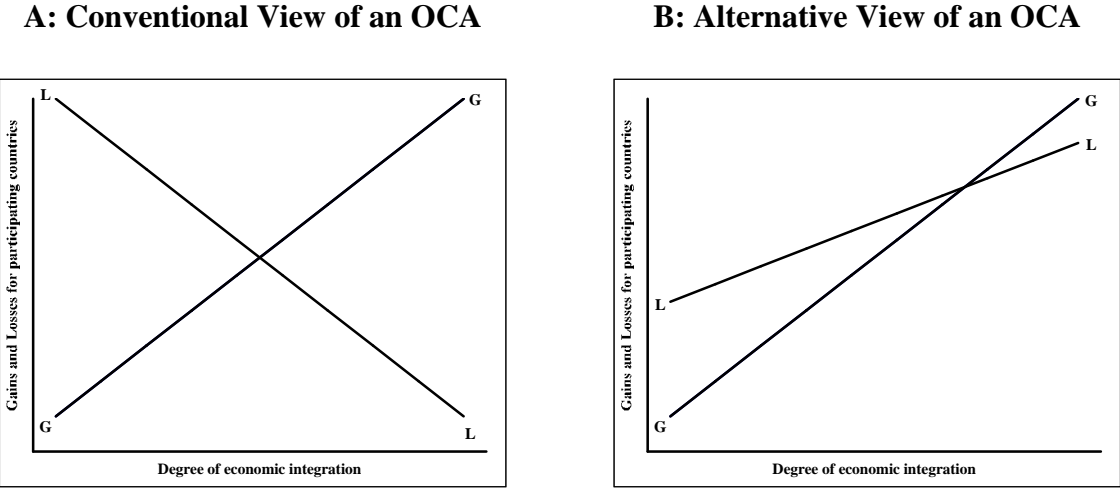 A: Conventional View of an OCA
L
G
Gains and Losses for participating countries
G
L
Degree of economic integration
B: Alternative View of an OCA
G
L
Gains and Losses for participating countries
L
G
Degree of economic integration